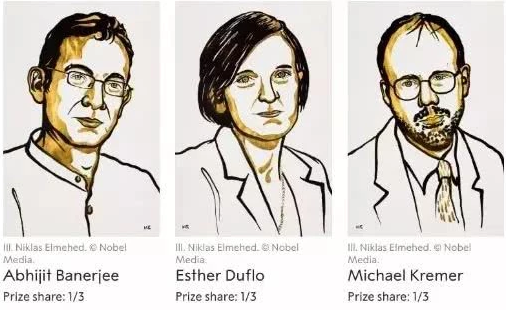 Ill. Niklas Elmehed. © Nobel
Media.
Abhijit Banerjee
Prize share: 1/3
Ill. Niklas Elmehed. © Nobel
Media.
Esther Duflo
Prize share: 1/3
Ill. Niklas Elmehed. © Nobel
Media.
Michael Kremer
Prize share: 1/3